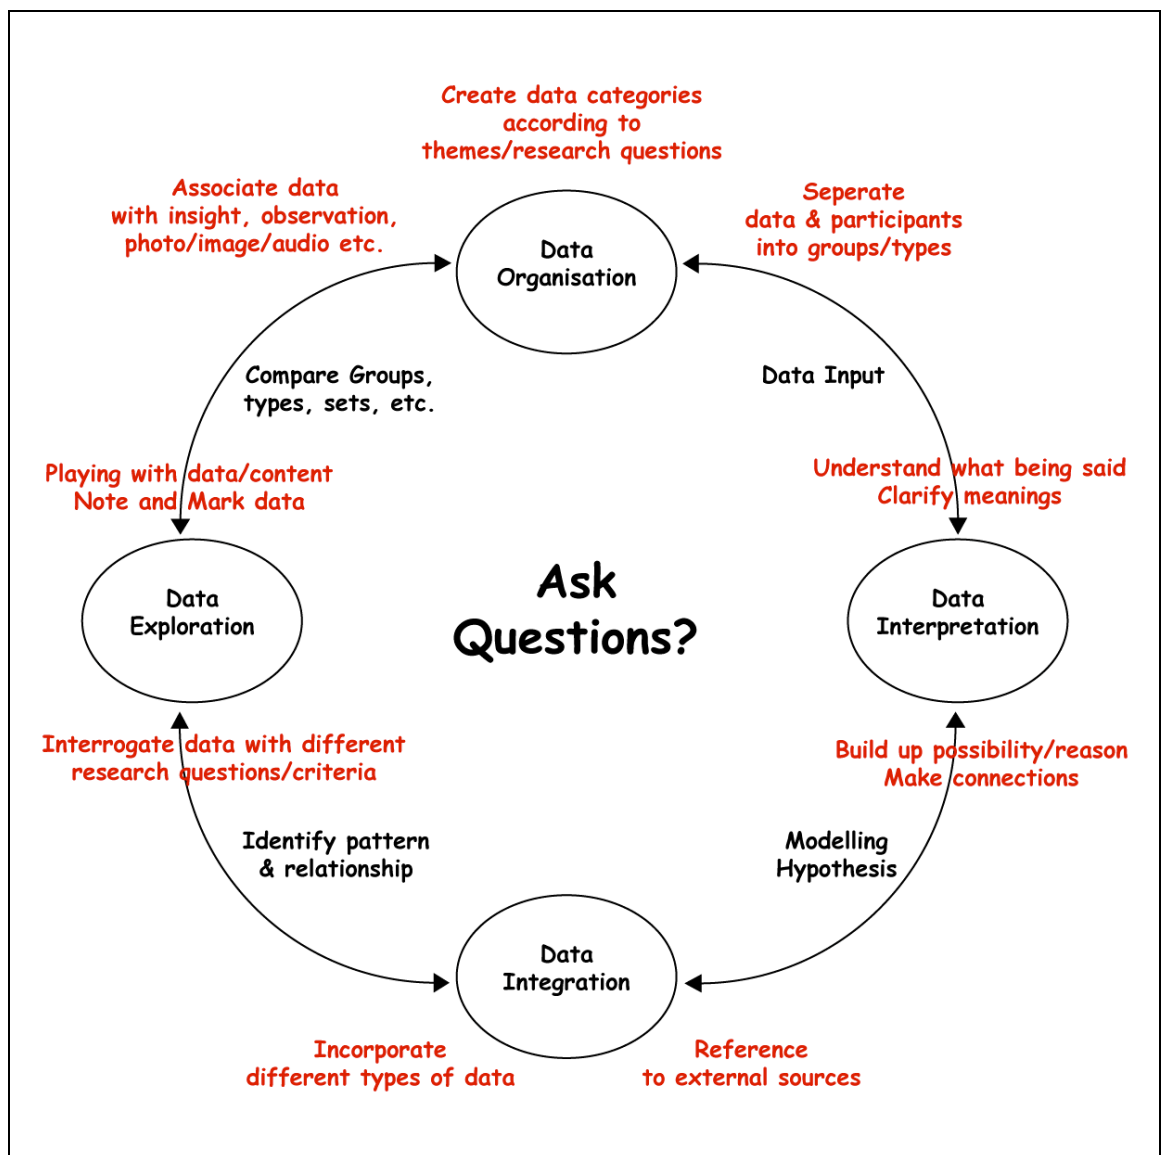 Create data categories
according to
themes/research questions
Associate data
with insight, observation,
photo/image/audio etc.
Seperate
data & participants
into groups/types
Data
Organisation
Compare Groups,
types, sets, etc.
Data Input
Playing with data/content
Note and Mark data
Understand what being said
Clarify meanings
Data
Exploration
Ask
Questions?
Data
Interpretation
Interrogate data with different
research questions/criteria
Build up possibility/reason
Make connections
Identify pattern
& relationship
Modelling
Hypothesis
Data
Integration
Incorporate
different types of data
Reference
to external sources